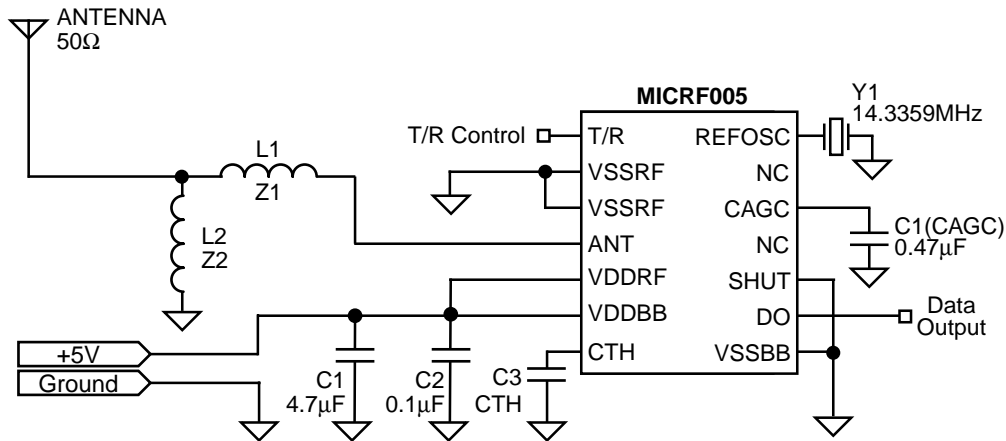 ANTENNA
50Ω
MICRF005
Y1
14.3359MHz
T/R Control
T/R
REFOSC
L1
Z1
VSSRF
NC
VSSRF
CAGC
L2
Z2
ANT
NC
C1(CAGC)
0.47µF
VDDRF
SHUT
VDDBB
DO
Data
Output
+5V
CTH
VSSBB
Ground
C1
4.7µF
C2
0.1µF
C3
CTH